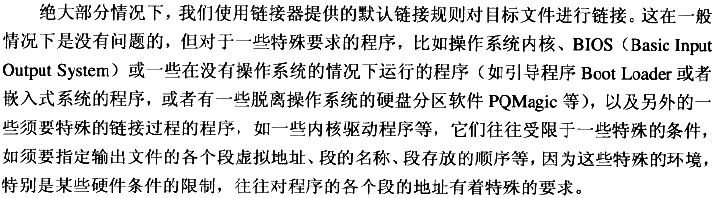 绝大部分情况下，我们使用链接器提供的默认链接规则对目标文件进行链接。这在一般
情况下是没有问题的，但对于一些特殊要求的程序，比如操作系统内核、BIOS（Basic Input
Output System）或一些在没有操作系统的情况下运行的程序（如引导程序 Boot Loader 或者
嵌入式系统的程序，或者有一些脱离操作系统的硬盘分区软件 PQMagic 等），以及另外的一
些须要特殊的链接过程的程序，如一些内核驱动程序等，它们往往受限于一些特殊的条件，
如须要指定输出文件的各个段虚拟地址、段的名称、段存放的顺序等，因为这些特殊的环境，
特别是某些硬件条件的限制，往往对程序的各个段的地址有着特殊的要求。